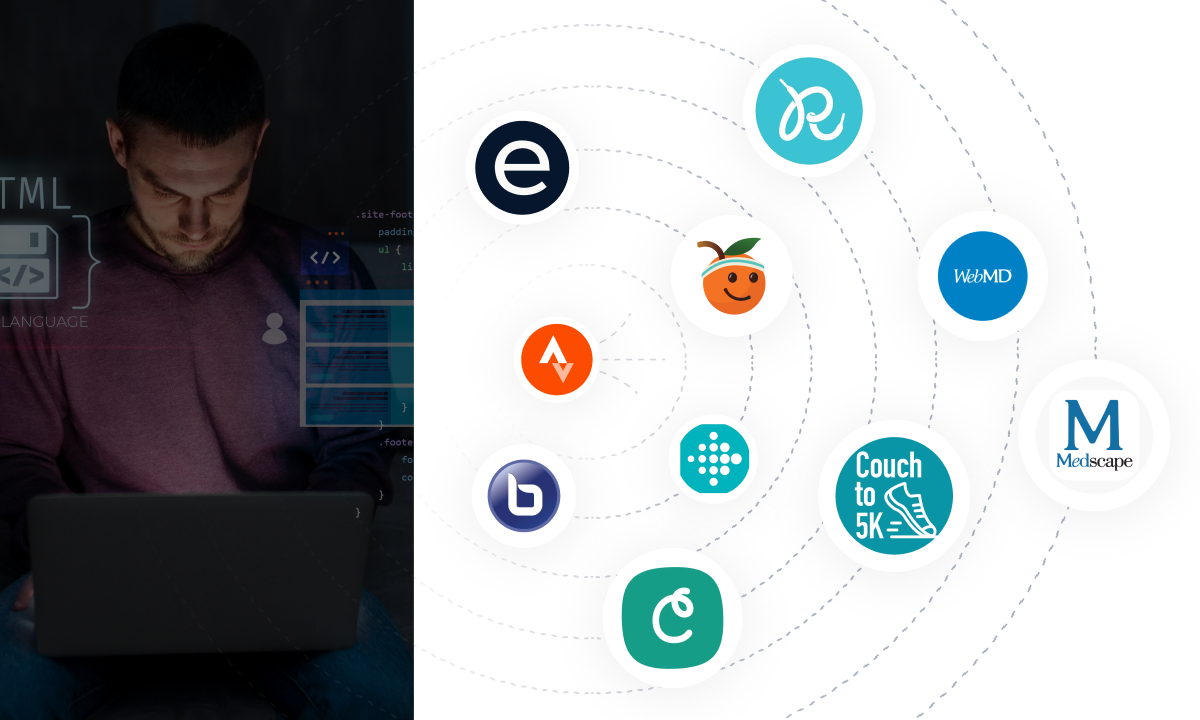 TML
</>
LANGUAGE
.site-foot
paddin
ul {
</>
li
}
}
.foote
fo
co
}
}
e
R
WebMD
b
Couch
to
5K
M
Medscape
C